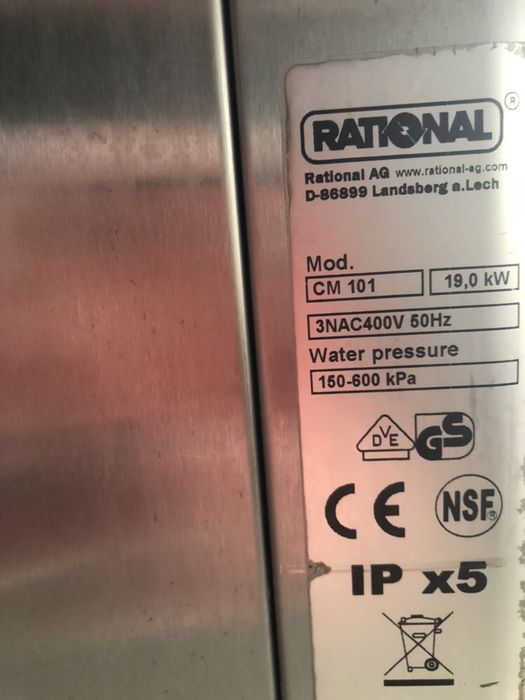 RATIONAL ®
Rational AG www.rational-ag.com
D-86899 Landsberg a.Lech
Mod.
CM 101 19,0 kW
3NAC400V 50Hz
Water pressure
150-600 kPa
DVE GS
CE NSF®
IP x5